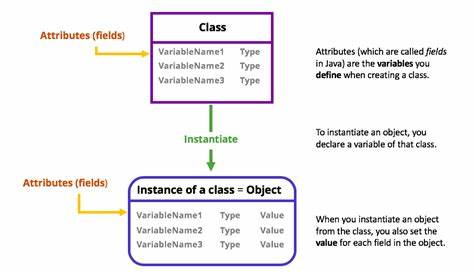 Class
Attributes (fields)
VariableName1 Type
VariableName2 Type
VariableName3 Type
Attributes (which are called fields
in Java) are the variables you
define when creating a class.
Instantiate
To instantiate an object, you
declare a variable of that class.
Attributes (fields)
Instance of a class = Object
VariableName1 Type Value
VariableName2 Type Value
VariableName3 Type Value
When you instantiate an object
from the class, you also set the
value for each field in the object.